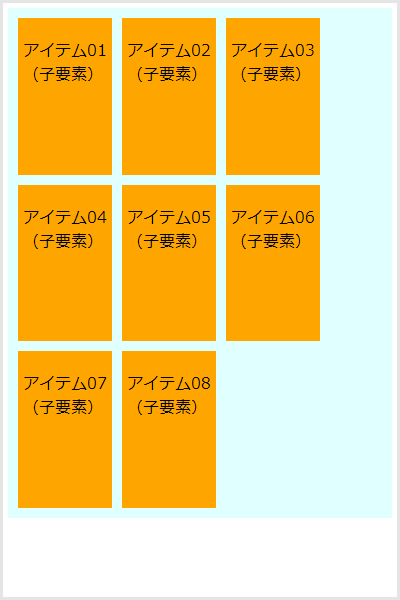 アイテム01
（子要素）
アイテム02
（子要素）
アイテム03
（子要素）
アイテム04
（子要素）
アイテム05
（子要素）
アイテム06
（子要素）
アイテム07
（子要素）
アイテム08
（子要素）